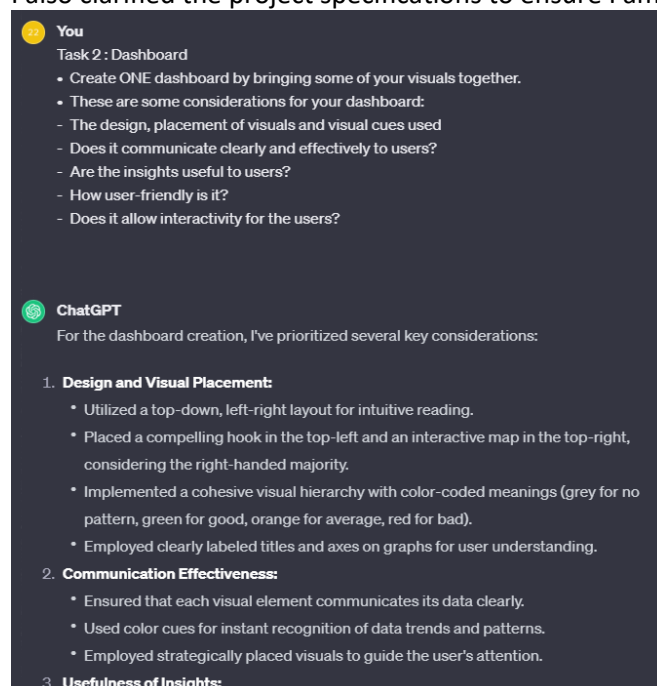 22 You
Task 2 : Dashboard
• Create ONE dashboard by bringing some of your visuals together.
• These are some considerations for your dashboard:
- The design, placement of visuals and visual cues used
- Does it communicate clearly and effectively to users?
- Are the insights useful to users?
- How user-friendly is it?
- Does it allow interactivity for the users?
ChatGPT
For the dashboard creation, I've prioritized several key considerations:
1. Design and Visual Placement:
• Utilized a top-down, left-right layout for intuitive reading.
• Placed a compelling hook in the top-left and an interactive map in the top-right,
considering the right-handed majority.
• Implemented a cohesive visual hierarchy with color-coded meanings (grey for no
pattern, green for good, orange for average, red for bad).
• Employed clearly labeled titles and axes on graphs for user understanding.
2. Communication Effectiveness:
• Ensured that each visual element communicates its data clearly.
• Used color cues for instant recognition of data trends and patterns.
• Employed strategically placed visuals to guide the user's attention.
3. Usefulness of Insights: